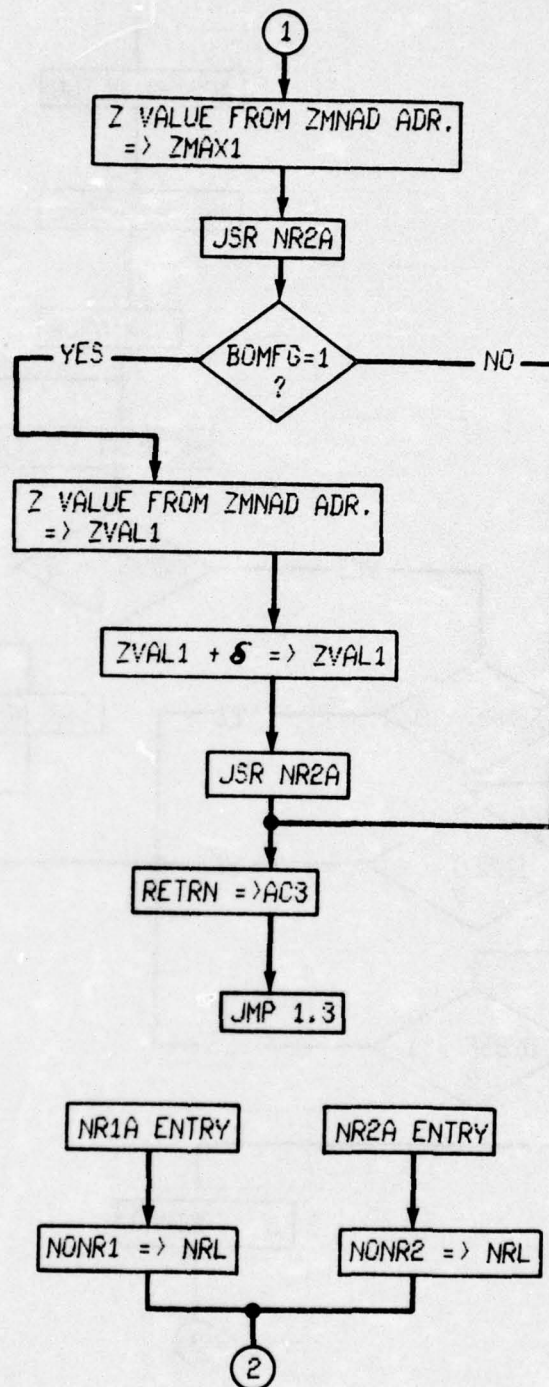 1
Z VALUE FROM ZMNAD ADR.
=> ZMAX1
JSR NR2A
BOMFG=1
?
YES
NO
Z VALUE FROM ZMNAD ADR.
=> ZVAL1
ZVAL1 + δ => ZVAL1
JSR NR2A
RETRN =>AC3
JMP 1.3
NR1A ENTRY
NR2A ENTRY
NONR1 => NRL
NONR2 => NRL
2